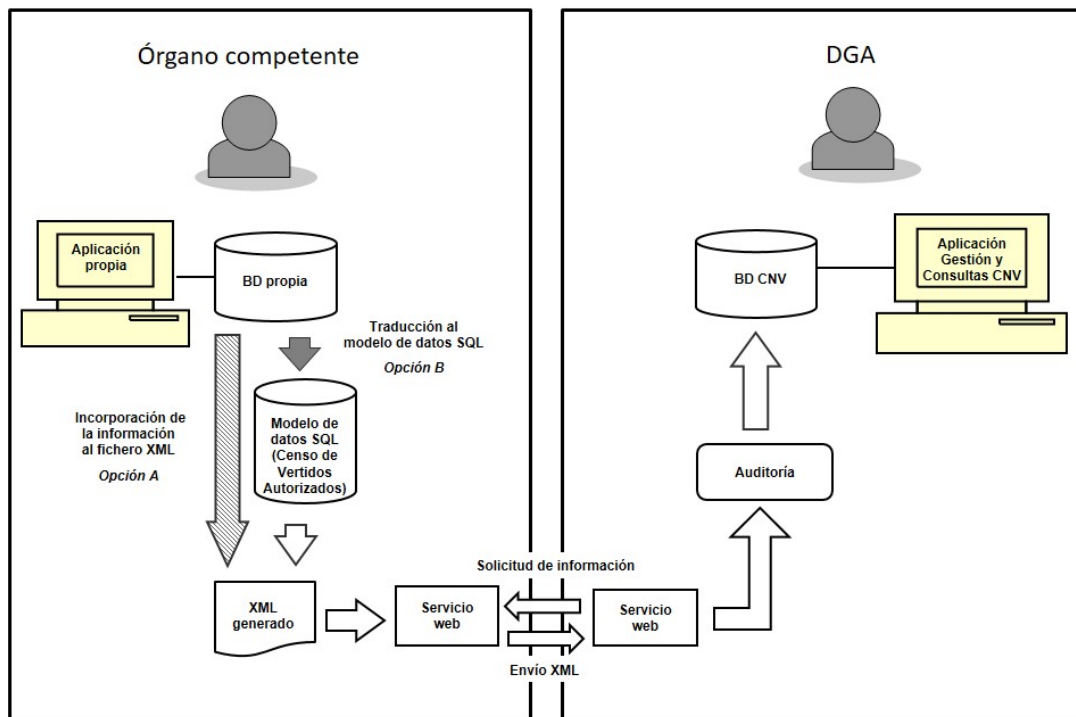 Órgano competente
DGA
Aplicación
propia
BD propia
BD CNV
Aplicación
Gestión y
Consultas CNV
Traducción al
modelo de datos SQL
Opción B
Incorporación de
la información
al fichero XML
Opción A
Modelo de
datos SQL
(Censo de
Vertidos
Autorizados)
Auditoría
Solicitud de información
XML
generado
Servicio
web
Servicio
web
Envío XML